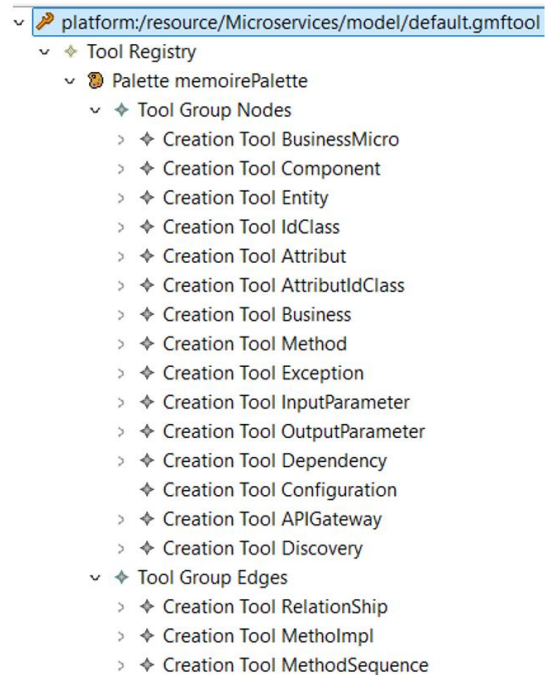 platform:/resource/Microservices/model/default.gmftool
Tool Registry
Palette memoirePalette
Tool Group Nodes
Creation Tool BusinessMicro
Creation Tool Component
Creation Tool Entity
Creation Tool IdClass
Creation Tool Attribut
Creation Tool AttributIdClass
Creation Tool Business
Creation Tool Method
Creation Tool Exception
Creation Tool InputParameter
Creation Tool OutputParameter
Creation Tool Dependency
Creation Tool Configuration
Creation Tool APIGateway
Creation Tool Discovery
Tool Group Edges
Creation Tool RelationShip
Creation Tool MethoImpl
Creation Tool MethodSequence